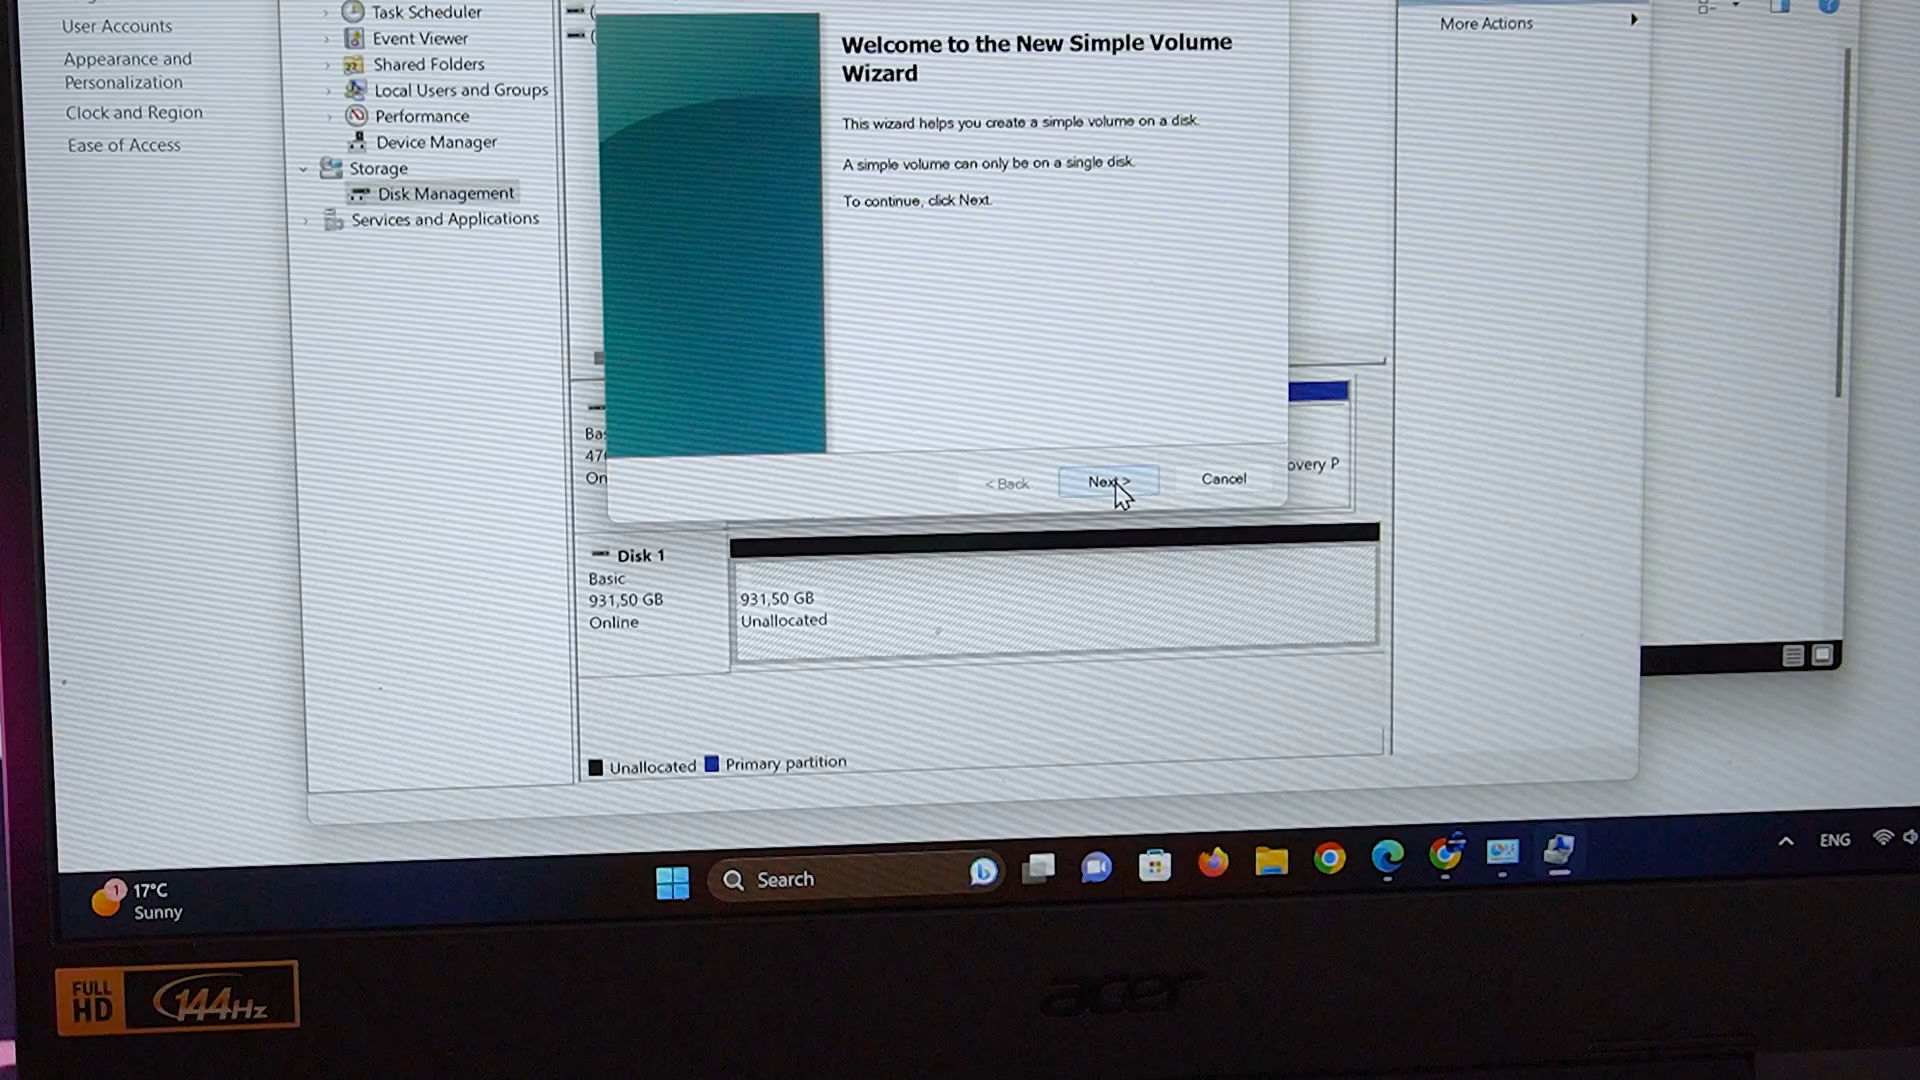 User Accounts
Appearance and
Personalization
Clock and Region
Ease of Access
Task Scheduler
Event Viewer
Shared Folders
Local Users and Groups
Performance
Device Manager
Storage
Disk Management
Services and Applications
Welcome to the New Simple Volume
Wizard
This wizard helps you create a simple volume on a disk.
A simple volume can only be on a single disk.
To continue, click Next.
< Back
Next >
Cancel
More Actions
On
overy P
Disk 1
Basic
931,50 GB
Online
931,50 GB
Unallocated
Unallocated
Primary partition
1
17°C
Sunny
Search
ENG
FULL
HD
144Hz
acer